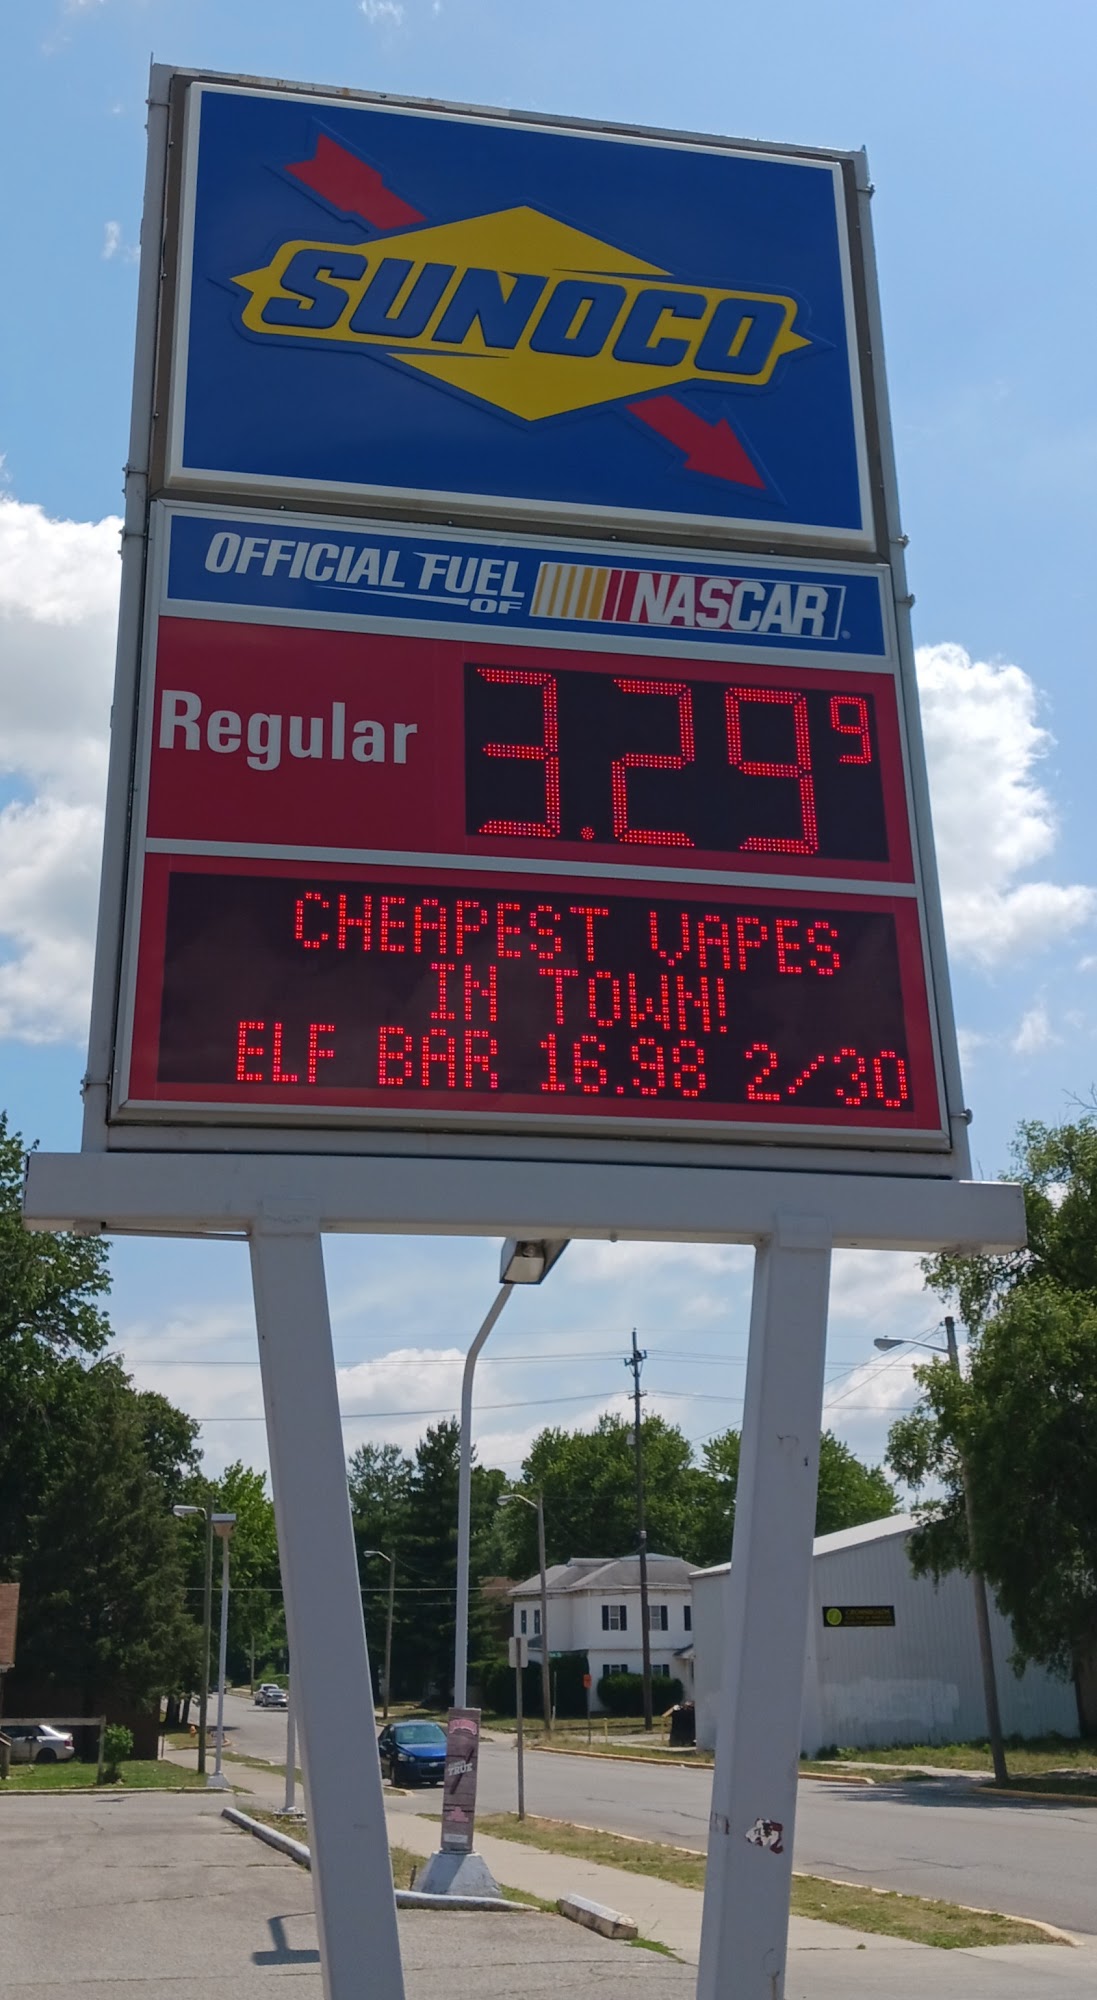 SUNOCO
OFFICIAL FUEL
OF NASCAR
Regular 3.29 9
CHEAPEST VAPES
IN TOWN!
ELF BAR 16.98 2/30
TRUE